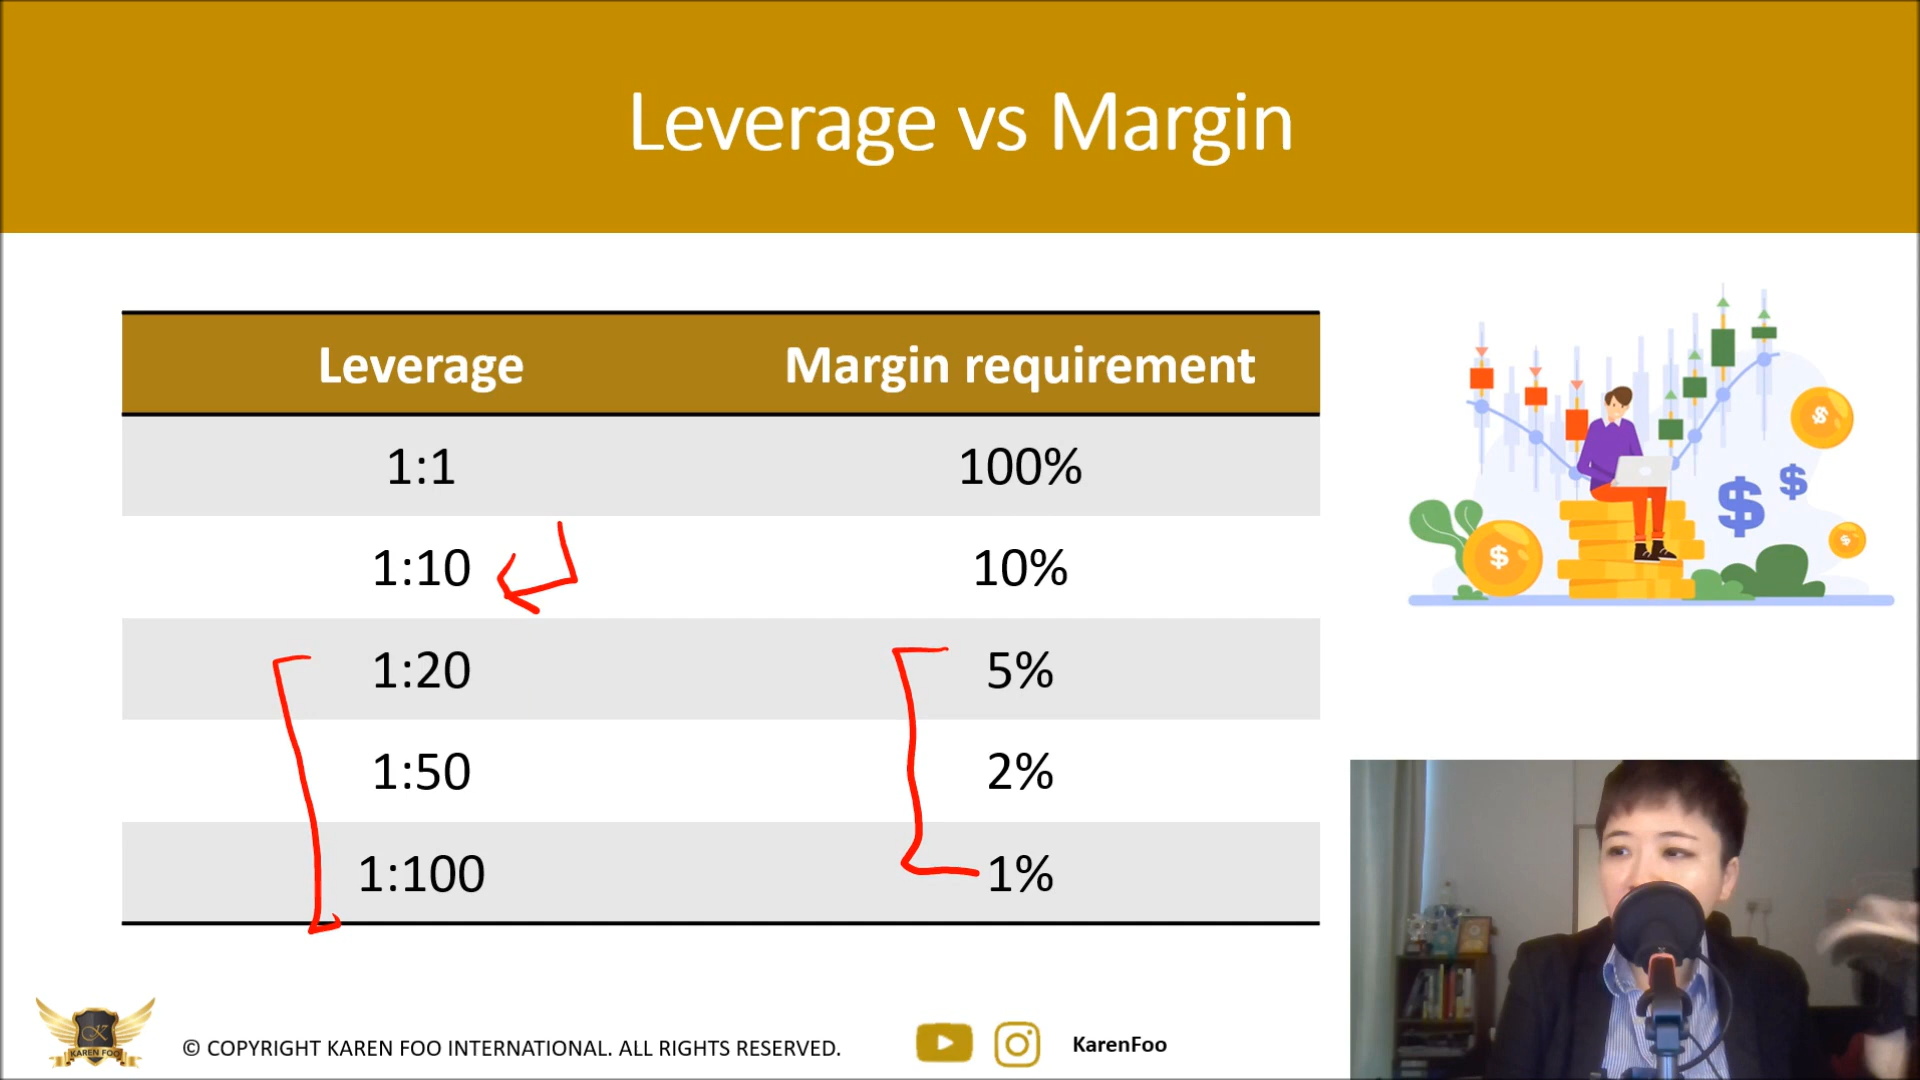 Leverage vs Margin
Leverage Margin requirement
1:1 100%
1:10 10%
1:20 5%
1:50 2%
1:100 1%
$
$
$
$
$
K
KAREN FOO
© COPYRIGHT KAREN FOO INTERNATIONAL. ALL RIGHTS RESERVED.
KarenFoo